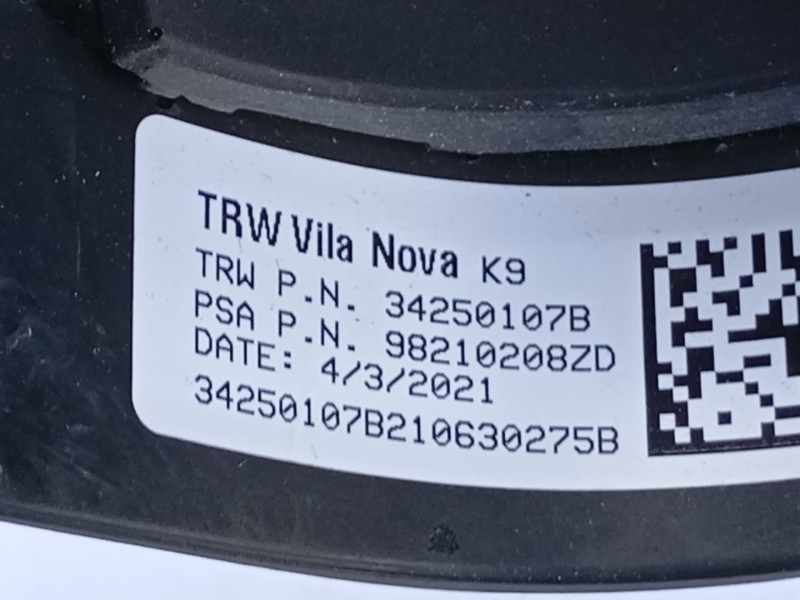 TRW Vila Nova K9
TRW P.N. 34250107B
PSA P.N. 98210208ZD
DATE: 4/3/2021
34250107B210630275B